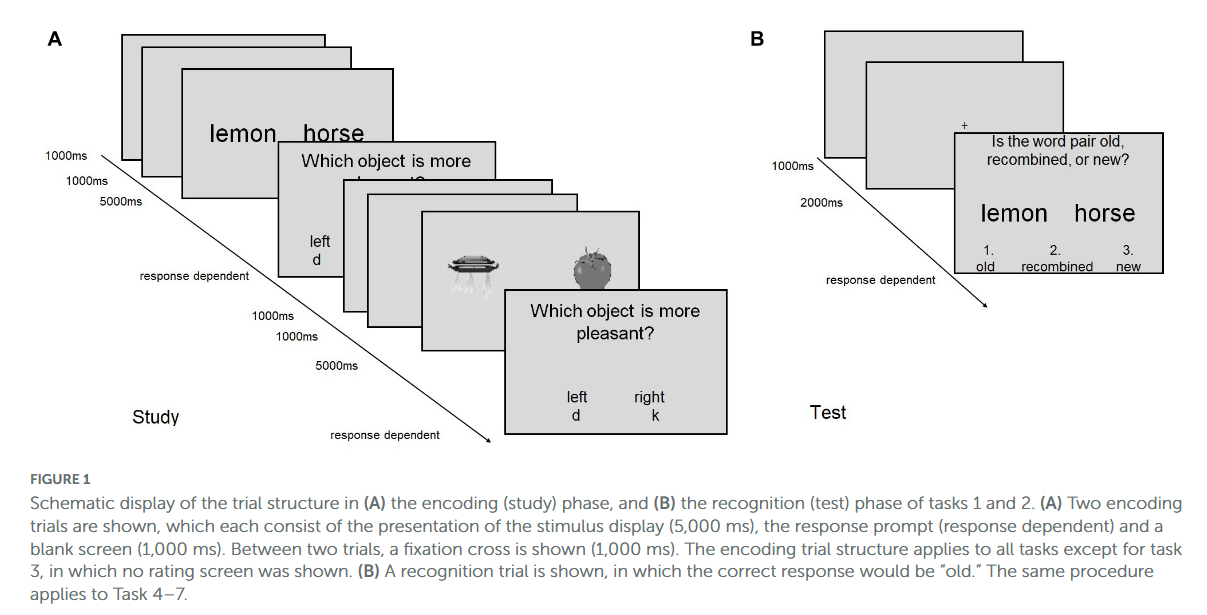 A
lemon horse
Which object is more
left
d
1000ms
1000ms
5000ms
response dependent
1000ms
1000ms
5000ms
response dependent
Which object is more
pleasant?
left right
d k
Study
B
+
Is the word pair old,
recombined, or new?
lemon horse
1. 2. 3.
old recombined new
1000ms
2000ms
response dependent
Test
FIGURE 1
Schematic display of the trial structure in (A) the encoding (study) phase, and (B) the recognition (test) phase of tasks 1 and 2. (A) Two encoding
trials are shown, which each consist of the presentation of the stimulus display (5,000 ms), the response prompt (response dependent) and a
blank screen (1,000 ms). Between two trials, a fixation cross is shown (1,000 ms). The encoding trial structure applies to all tasks except for task
3, in which no rating screen was shown. (B) A recognition trial is shown, in which the correct response would be “old.” The same procedure
applies to Task 4–7.